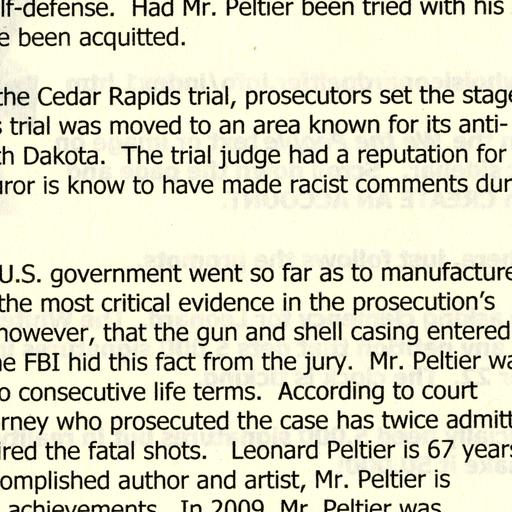 lf-defense. Had Mr. Peltier been tried with his
e been acquitted.
the Cedar Rapids trial, prosecutors set the stage
s trial was moved to an area known for its anti-
th Dakota. The trial judge had a reputation for
uror is know to have made racist comments dur
U.S. government went so far as to manufacture
the most critical evidence in the prosecution's
however, that the gun and shell casing entered
he FBI hid this fact from the jury. Mr. Peltier wa
o consecutive life terms. According to court
rney who prosecuted the case has twice admitt
ired the fatal shots. Leonard Peltier is 67 years
omplished author and artist, Mr. Peltier is
achievements. In 2009, Mr. Peltier was